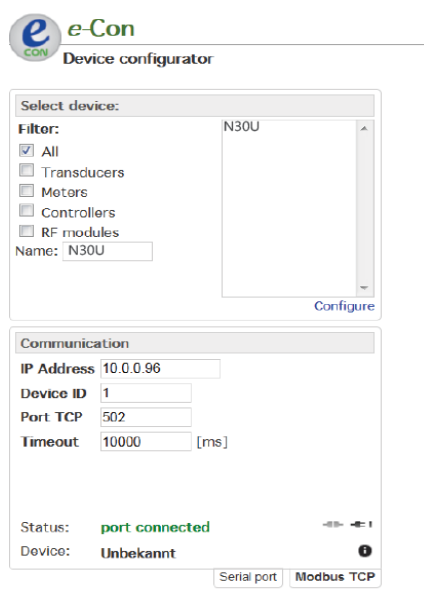 e
CON
e-Con
Device configurator
Select device:
Filter:
All
Transducers
Meters
Controllers
RF modules
Name: N30U
N30U
Configure
Communication
IP Address 10.0.0.96
Device ID 1
Port TCP 502
Timeout 10000 [ms]
Status: port connected
Device: Unbekannt
Serial port Modbus TCP